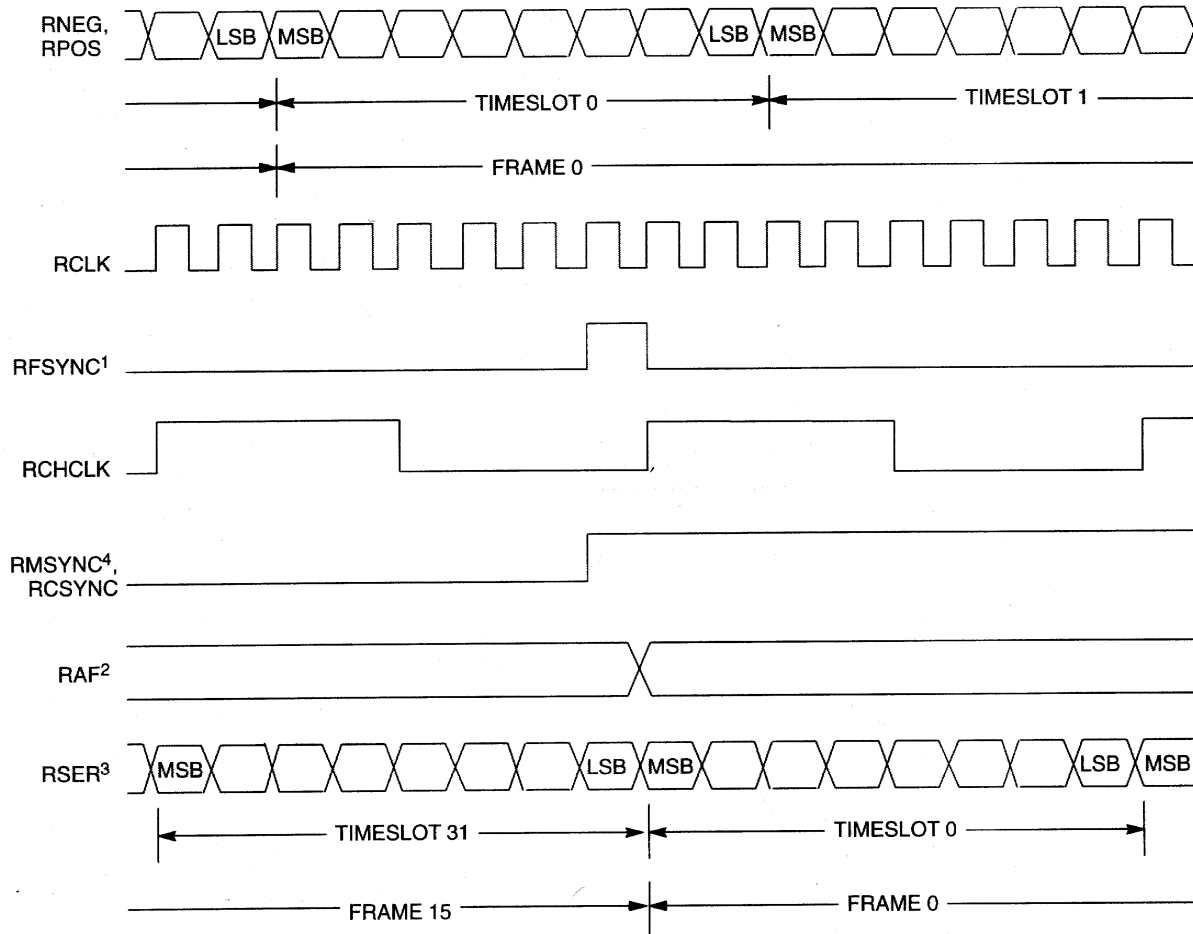 RNEG,
RPOS
LSB MSB LSB MSB
TIMESLOT 0 TIMESLOT 1
FRAME 0
RCLK
RFSYNC¹
RCHCLK
RMSYNC⁴,
RCSYNC
RAF²
RSER³
MSB LSB MSB LSB MSB
TIMESLOT 31 TIMESLOT 0
FRAME 15 FRAME 0